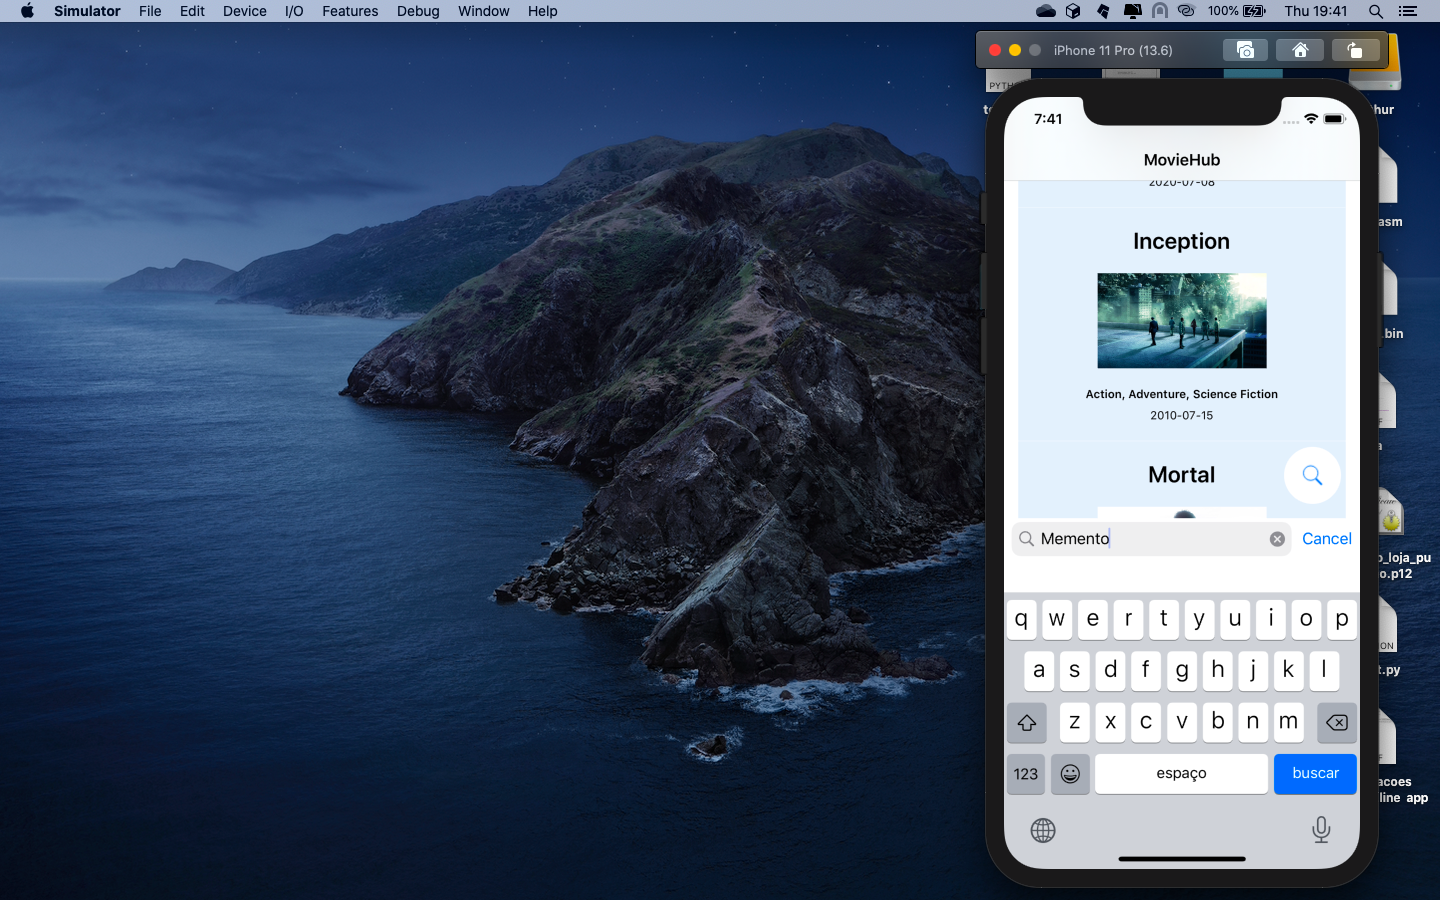 Simulator File Edit Device I/O Features Debug Window Help 100% Thu 19:41
iPhone 11 Pro (13.6)
PYTH
hur
asm
.bin
a
o_loja_pu
o.p12
ON
t.py
acoes
line app
7:41
MovieHub
2020-07-08
Inception
Action, Adventure, Science Fiction
2010-07-15
Mortal
Memento Cancel
q w e r t y u i o p
a s d f g h j k l
z x c v b n m
123 espaço buscar